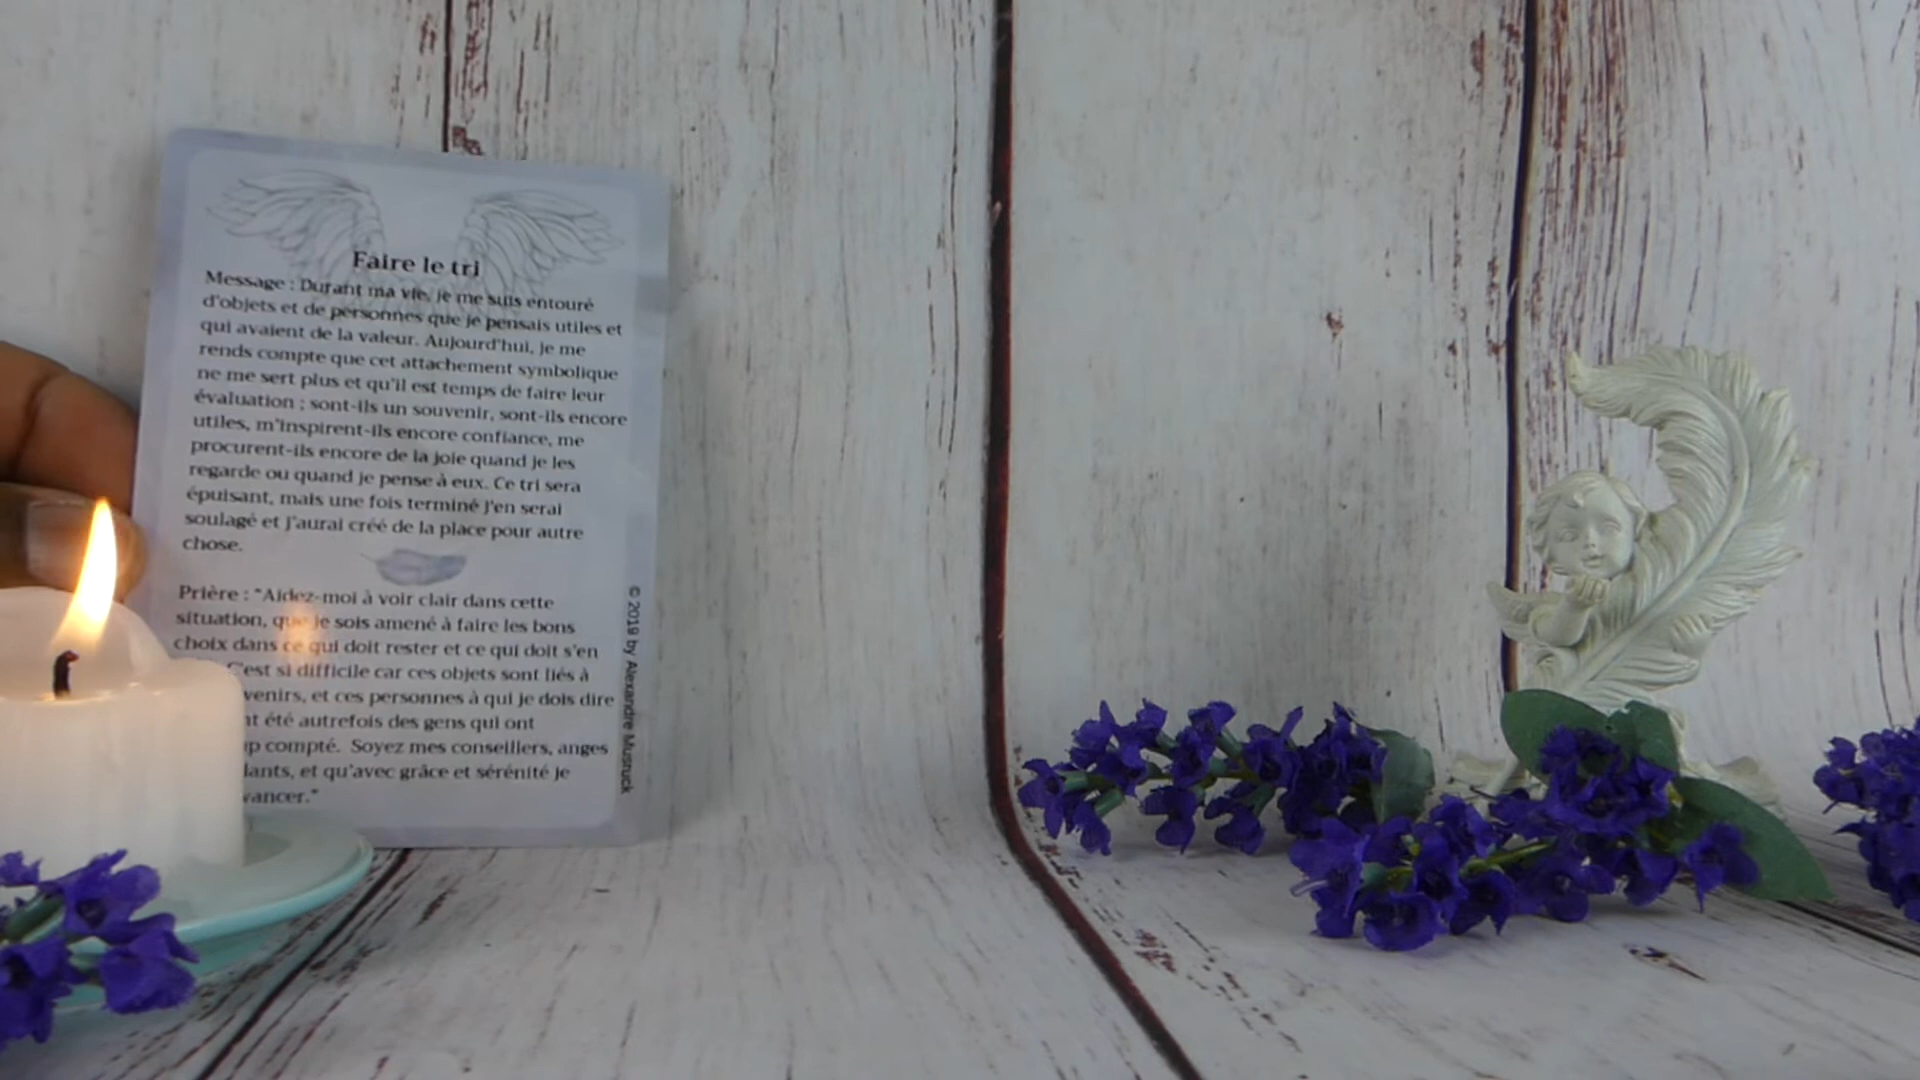 Faire le tri
Message : Durant ma vie, je me suis entouré
d'objets et de personnes que je pensais utiles et
qui avaient de la valeur. Aujourd'hui, je me
rends compte que cet attachement symbolique
ne me sert plus et qu'il est temps de faire leur
évaluation ; sont-ils un souvenir, sont-ils encore
utiles, m'inspirent-ils encore confiance, me
procurent-ils encore de la joie quand je les
regarde ou quand je pense à eux. Ce tri sera
épuisant, mais une fois terminé j'en serai
soulagé et j'aurai créé de la place pour autre
chose.
Prière : "Aidez-moi à voir clair dans cette
situation, que je sois amené à faire les bons
choix dans ce qui doit rester et ce qui doit s'en
C'est si difficile car ces objets sont liés à
venirs, et ces personnes à qui je dois dire
nt été autrefois des gens qui ont
p compté. Soyez mes conseillers, anges
lants, et qu'avec grâce et sérénité je
vancer."
© 2019 by Alexandre Musruck